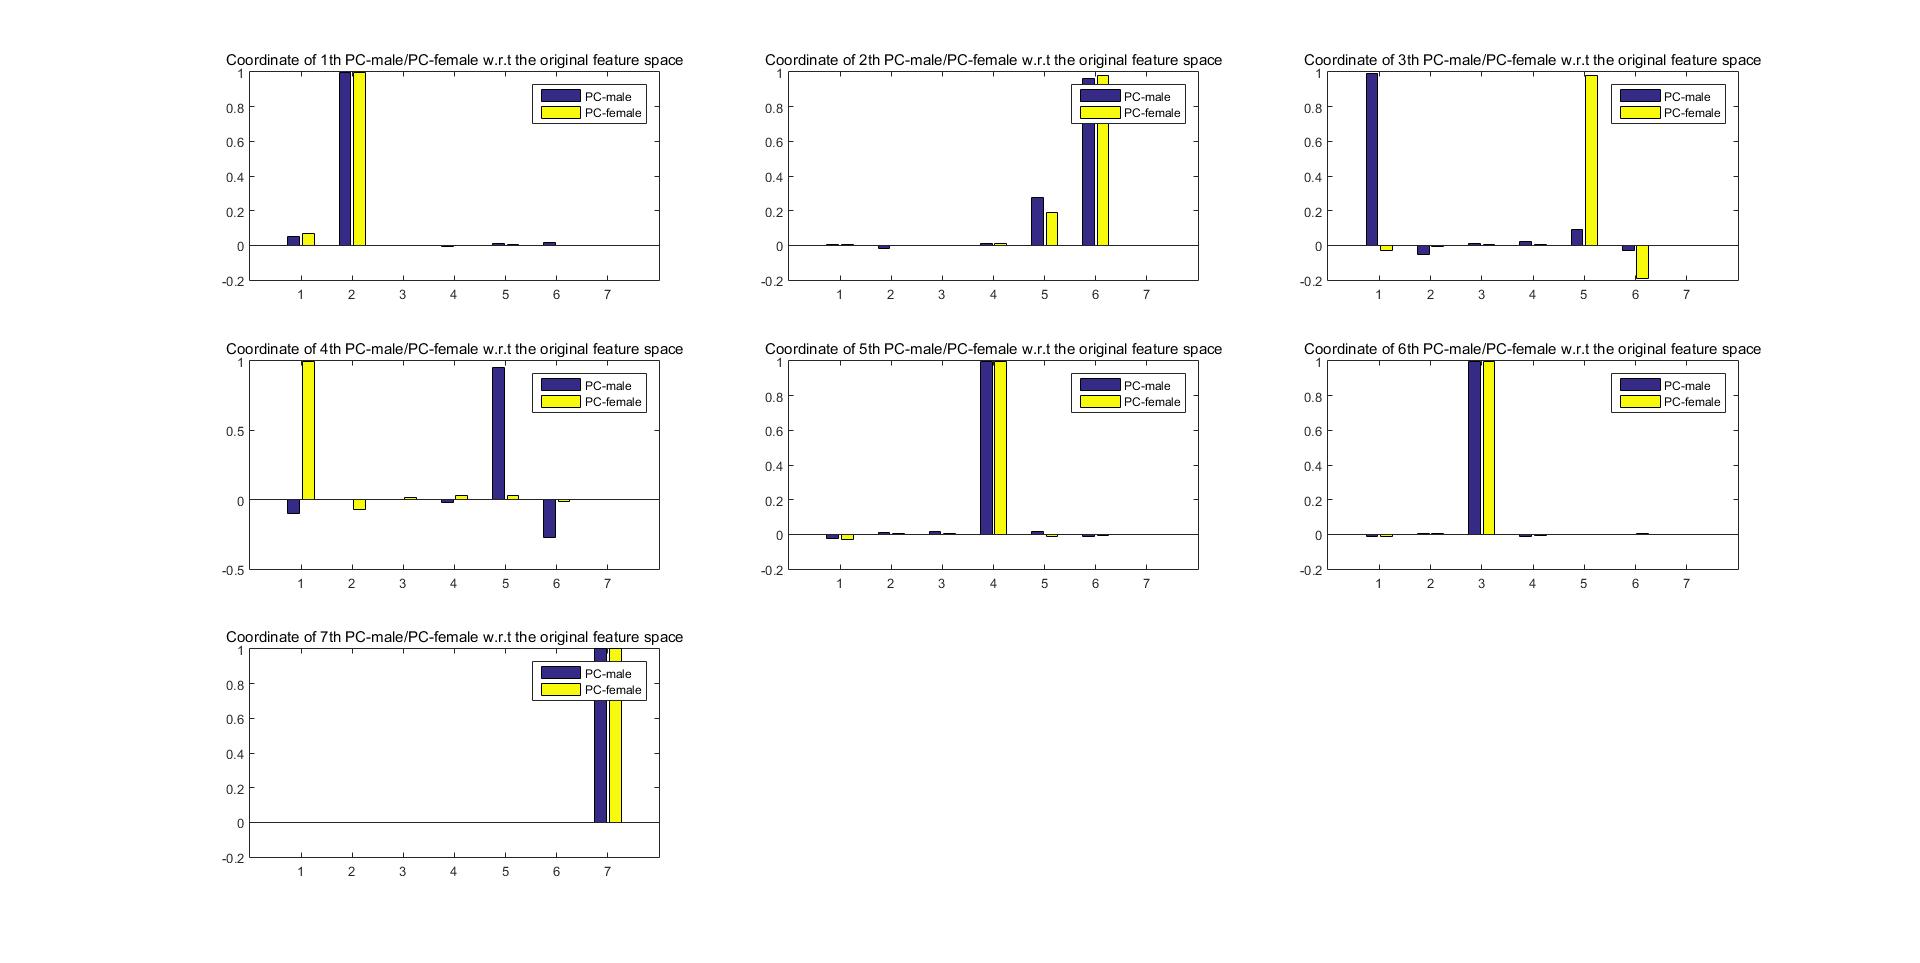 Coordinate of 1th PC-male/PC-female w.r.t the original feature space
1
0.8
0.6
0.4
0.2
0
-0.2
1 2 3 4 5 6 7
PC-male
PC-female
Coordinate of 2th PC-male/PC-female w.r.t the original feature space
1
0.8
0.6
0.4
0.2
0
-0.2
1 2 3 4 5 6 7
PC-male
PC-female
Coordinate of 3th PC-male/PC-female w.r.t the original feature space
1
0.8
0.6
0.4
0.2
0
-0.2
1 2 3 4 5 6 7
PC-male
PC-female
Coordinate of 4th PC-male/PC-female w.r.t the original feature space
1
0.5
0
-0.5
1 2 3 4 5 6 7
PC-male
PC-female
Coordinate of 5th PC-male/PC-female w.r.t the original feature space
1
0.8
0.6
0.4
0.2
0
-0.2
1 2 3 4 5 6 7
PC-male
PC-female
Coordinate of 6th PC-male/PC-female w.r.t the original feature space
1
0.8
0.6
0.4
0.2
0
-0.2
1 2 3 4 5 6 7
PC-male
PC-female
Coordinate of 7th PC-male/PC-female w.r.t the original feature space
1
0.8
0.6
0.4
0.2
0
-0.2
1 2 3 4 5 6 7
PC-male
PC-female